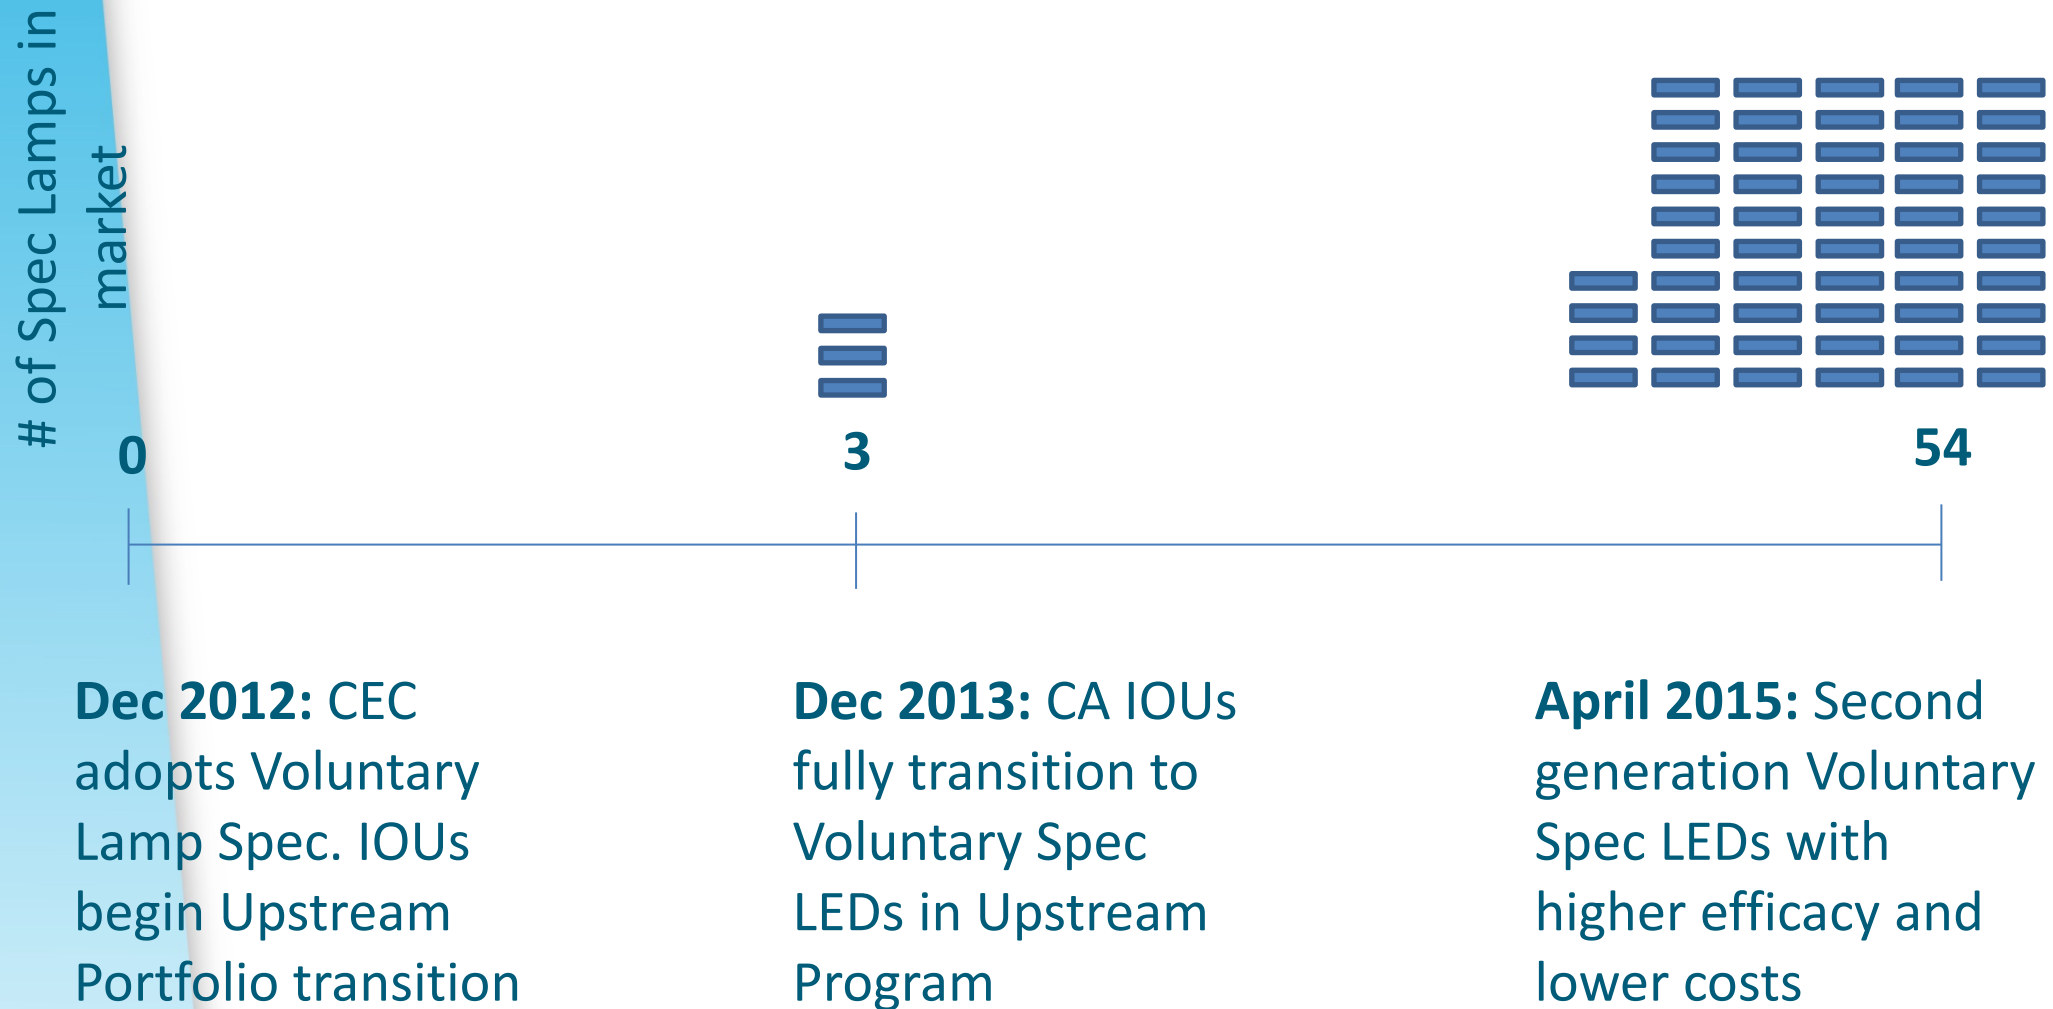 # of Spec Lamps in
market
0
3
54
Dec 2012: CEC
adopts Voluntary
Lamp Spec. IOUs
begin Upstream
Portfolio transition
Dec 2013: CA IOUs
fully transition to
Voluntary Spec
LEDs in Upstream
Program
April 2015: Second
generation Voluntary
Spec LEDs with
higher efficacy and
lower costs